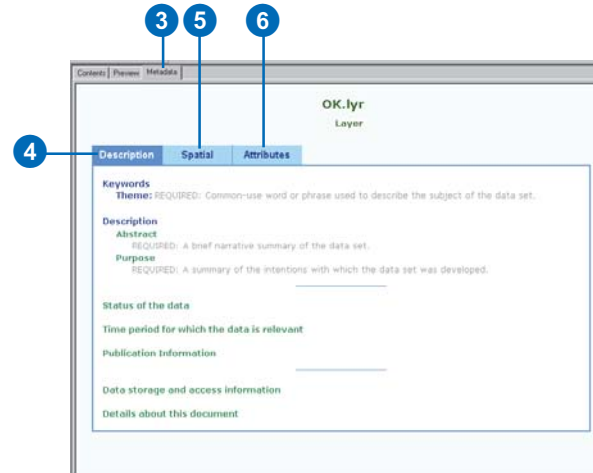 3 5 6
Contents Preview Metadata
OK.lyr
Layer
4
Description Spatial Attributes
Keywords
Theme: REQUIRED: Common-use word or phrase used to describe the subject of the data set.
Description
Abstract
REQUIRED: A brief narrative summary of the data set.
Purpose
REQUIRED: A summary of the intentions with which the data set was developed.
Status of the data
Time period for which the data is relevant
Publication Information
Data storage and access information
Details about this document